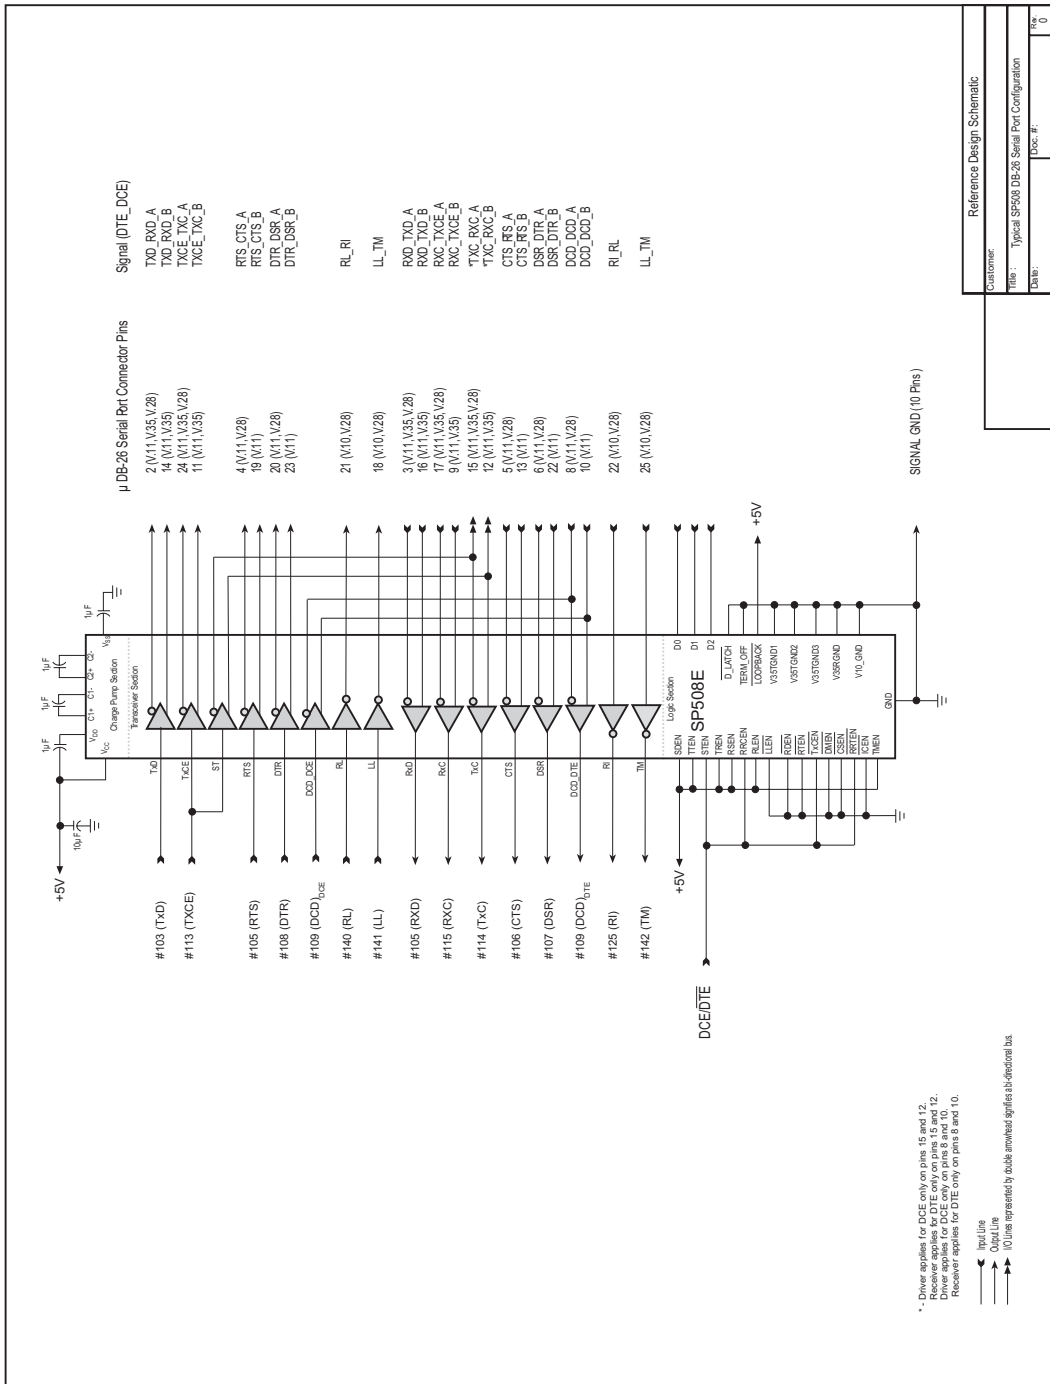 Reference Design Schematic
Customer:
Title : Typical SP508 DB-26 Serial Port Configuration
Date:
Doc. #:
Rev.
0
µ DB-26 Serial Port Connector Pins
Signal (DTE_DCE)
2 (V.11,V.35,V.28) TXD_RXD_A
14 (V.11,V.35) TXD_RXD_B
24 (V.11,V.35,V.28) TXCE_TXC_A
11 (V.11,V.35) TXCE_TXC_B
4 (V.11,V.28) RTS_CTS_A
19 (V.11) RTS_CTS_B
20 (V.11,V.28) DTR_DSR_A
23 (V.11) DTR_DSR_B
21 (V.10,V.28) RL_RI
18 (V.10,V.28) LL_TM
3 (V.11,V.35,V.28) RXD_TXD_A
16 (V.11,V.35) RXD_TXD_B
17 (V.11,V.35,V.28) RXC_TXCE_A
9 (V.11,V.35) RXC_TXCE_B
15 (V.11,V.35,V.28) *TXC_RXC_A
12 (V.11,V.35) *TXC_RXC_B
5 (V.11,V.28) CTS_RTS_A
13 (V.11) CTS_RTS_B
6 (V.11,V.28) DSR_DTR_A
22 (V.11) DSR_DTR_B
8 (V.11,V.28) DCD_DCD_A
10 (V.11) DCD_DCD_B
22 (V.10,V.28) RI_RL
25 (V.10,V.28) LL_TM
SIGNAL GND (10 Pins )
+5V
1µF
1µF
1µF
1µF
10µF
+5V
VCC
VDD
C1+
C1-
C2+
C2-
VSS
Charge Pump Section
Transceiver Section
Logic Section
SP508E
TxD
TxCE
ST
RTS
DTR
DCD_DCE
RL
LL
RxD
RxC
TxC
CTS
DSR
DCD_DTE
RI
TM
#103 (TxD)
#113 (TXCE)
#105 (RTS)
#108 (DTR)
#109 (DCD)DCE
#140 (RL)
#141 (LL)
#105 (RXD)
#115 (RXC)
#114 (TxC)
#106 (CTS)
#107 (DSR)
#109 (DCD)DTE
#125 (RI)
#142 (TM)
D0
D1
D2
D_LATCH
TERM_OFF
LOOPBACK
V35TGND1
V35TGND2
V35TGND3
V35RGND
V10_GND
GND
SDEN
TTEN
STEN
TREN
RSEN
RRCEN
RLEN
LLEN
RDEN
RTEN
TxCEN
CSEN
DMEN
RRTEN
ICEN
TMEN
+5V
DCE/DTE
* - Driver applies for DCE only on pins 15 and 12.
Receiver applies for DTE only on pins 15 and 12.
Driver applies for DCE only on pins 8 and 10.
Receiver applies for DTE only on pins 8 and 10.
Input Line
Output Line
I/O Lines represented by double arrowhead signifies a bi-directional bus.